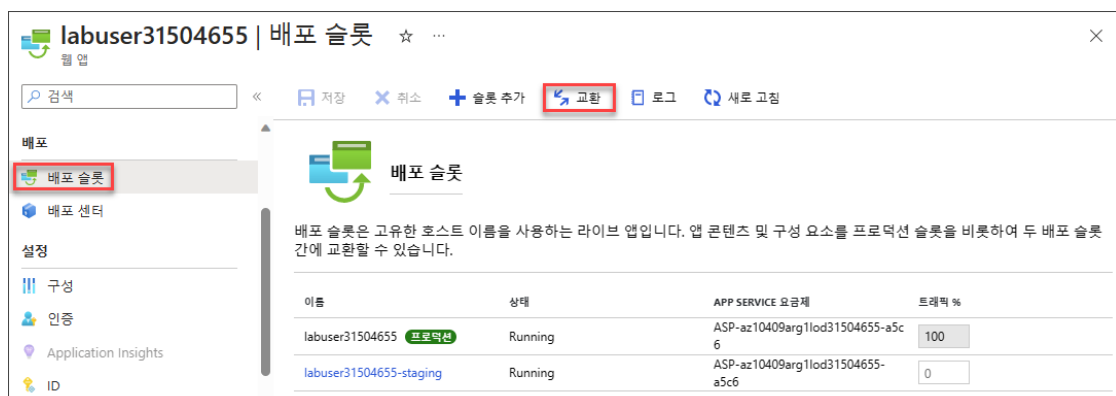 labuser31504655 | 배포 슬롯 ☆ ...
웹 앱
검색
저장 취소 슬롯 추가 교환 로그 새로 고침
배포
배포 슬롯
배포 센터
설정
구성
인증
Application Insights
ID
배포 슬롯
배포 슬롯은 고유한 호스트 이름을 사용하는 라이브 앱입니다. 앱 콘텐츠 및 구성 요소를 프로덕션 슬롯을 비롯하여 두 배포 슬롯
간에 교환할 수 있습니다.
이름 상태 APP SERVICE 요금제 트래픽 %
labuser31504655 프로덕션 Running ASP-az10409arg1lod31504655-a5c
6 100
labuser31504655-staging Running ASP-az10409arg1lod31504655-
a5c6 0